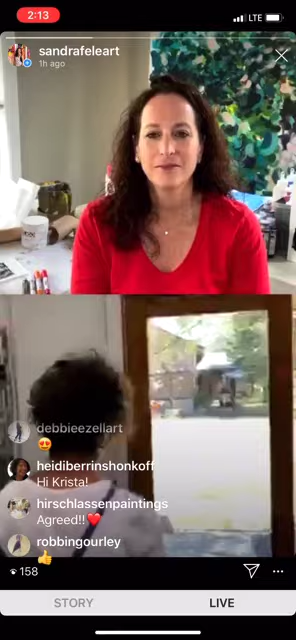 2:13
LTE
sandrafeleart
1h ago
debbieezellart
😍
heidiberrinshonkoff
Hi Krista!
hirschlassenpaintings
Agreed!!❤️
robbingourley
👍
158
STORY
LIVE